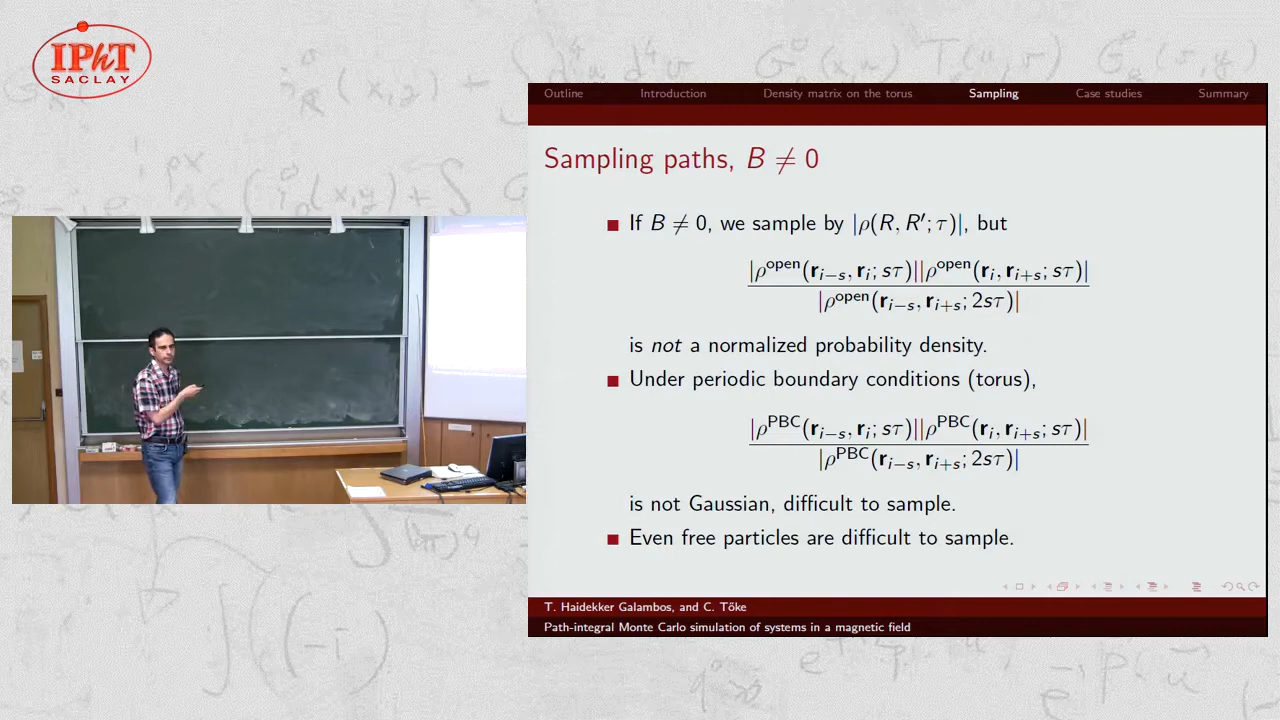 IPhT
SACLAY
Outline Introduction Density matrix on the torus Sampling Case studies Summary
Sampling paths, B ≠ 0
If B ≠ 0, we sample by |ρ(R, R′; τ)|, but
|ρ^open(r_{i−s}, r_i; sτ)||ρ^open(r_i, r_{i+s}; sτ)|
|ρ^open(r_{i−s}, r_{i+s}; 2sτ)|
is not a normalized probability density.
Under periodic boundary conditions (torus),
|ρ^PBC(r_{i−s}, r_i; sτ)||ρ^PBC(r_i, r_{i+s}; sτ)|
|ρ^PBC(r_{i−s}, r_{i+s}; 2sτ)|
is not Gaussian, difficult to sample.
Even free particles are difficult to sample.
T. Haidekker Galambos, and C. Tőke
Path-integral Monte Carlo simulation of systems in a magnetic field